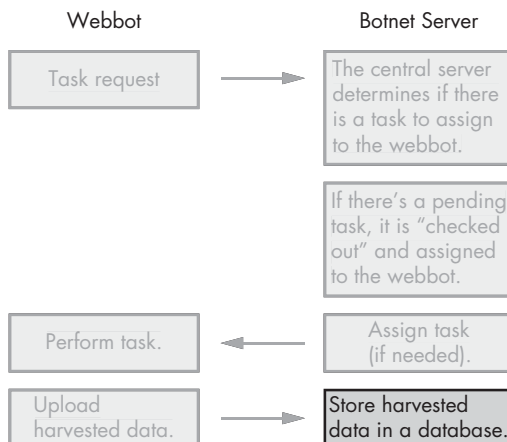 Webbot
Botnet Server
Task request
The central server
determines if there
is a task to assign
to the webbot.
If there's a pending
task, it is “checked
out” and assigned
to the webbot.
Perform task.
Assign task
(if needed).
Upload
harvested data.
Store harvested
data in a database.